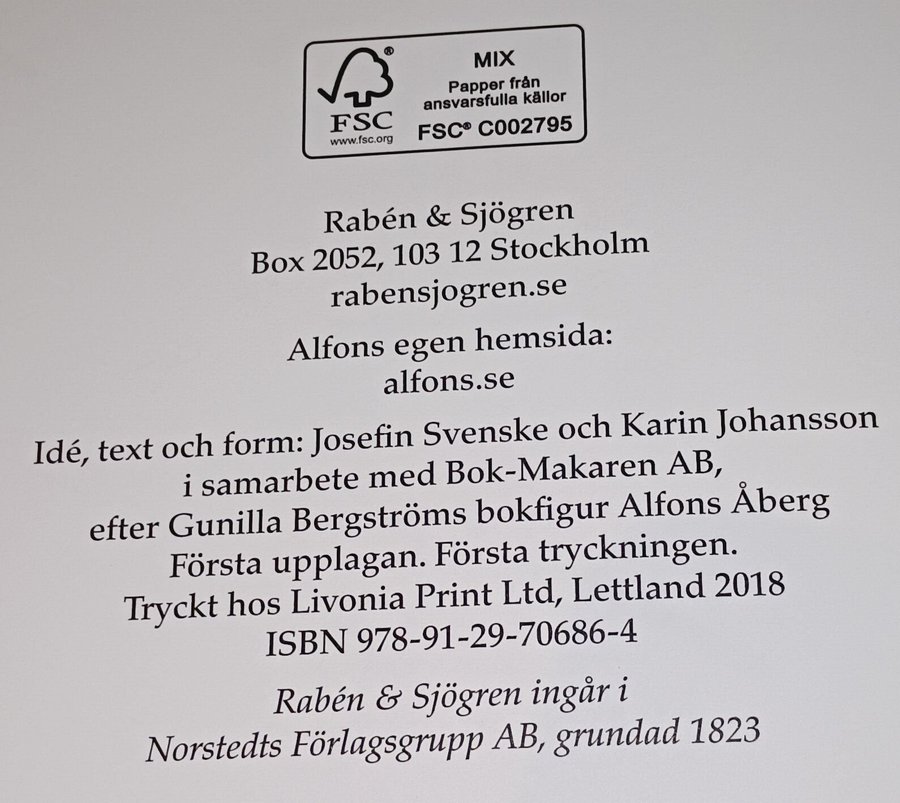 FSC®
www.fsc.org
MIX
Papper från
ansvarsfulla källor
FSC® C002795
Rabén & Sjögren
Box 2052, 103 12 Stockholm
rabensjogren.se
Alfons egen hemsida:
alfons.se
Idé, text och form: Josefin Svenske och Karin Johansson
i samarbete med Bok-Makaren AB,
efter Gunilla Bergströms bokfigur Alfons Åberg
Första upplagan. Första tryckningen.
Tryckt hos Livonia Print Ltd, Lettland 2018
ISBN 978-91-29-70686-4
Rabén & Sjögren ingår i
Norstedts Förlagsgrupp AB, grundad 1823